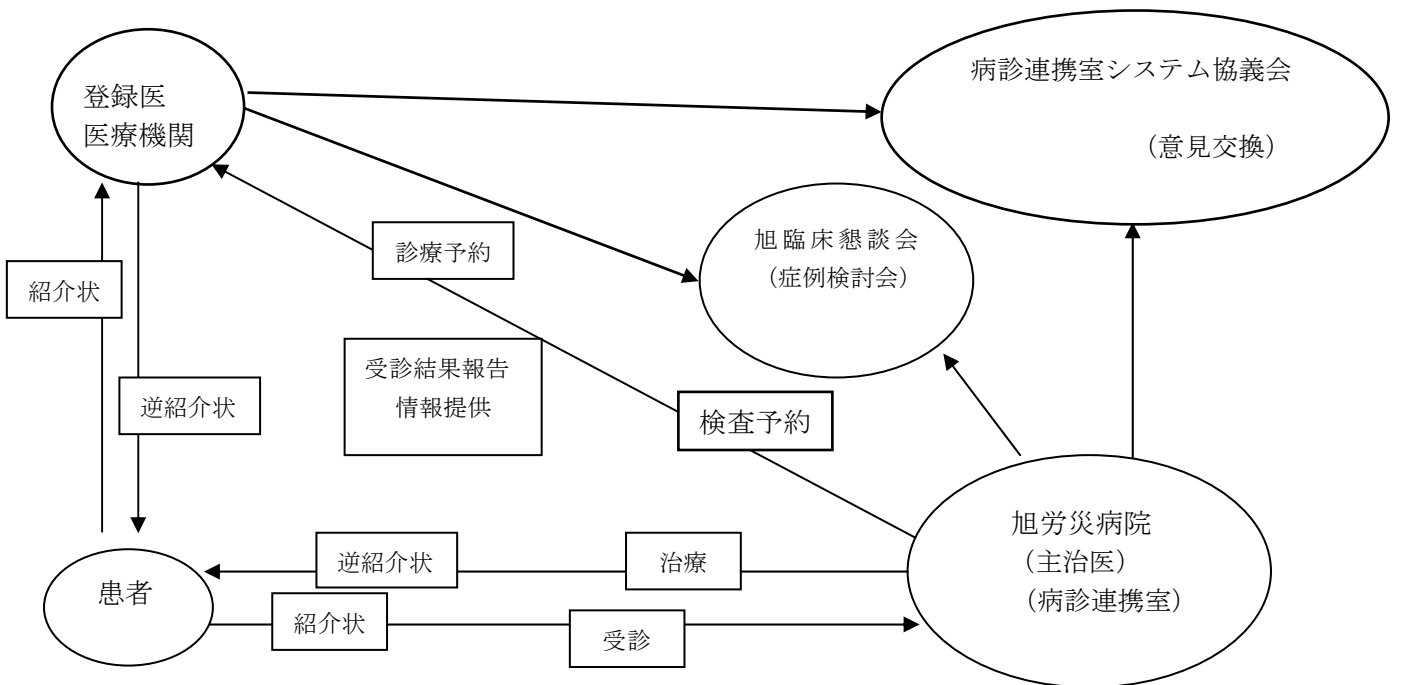 登録医
医療機関
病診連携室システム協議会
（意見交換）
旭臨床懇談会
（症例検討会）
診療予約
紹介状
受診結果報告
情報提供
逆紹介状
検査予約
旭労災病院
（主治医）
（病診連携室）
患者
逆紹介状
治療
紹介状
受診